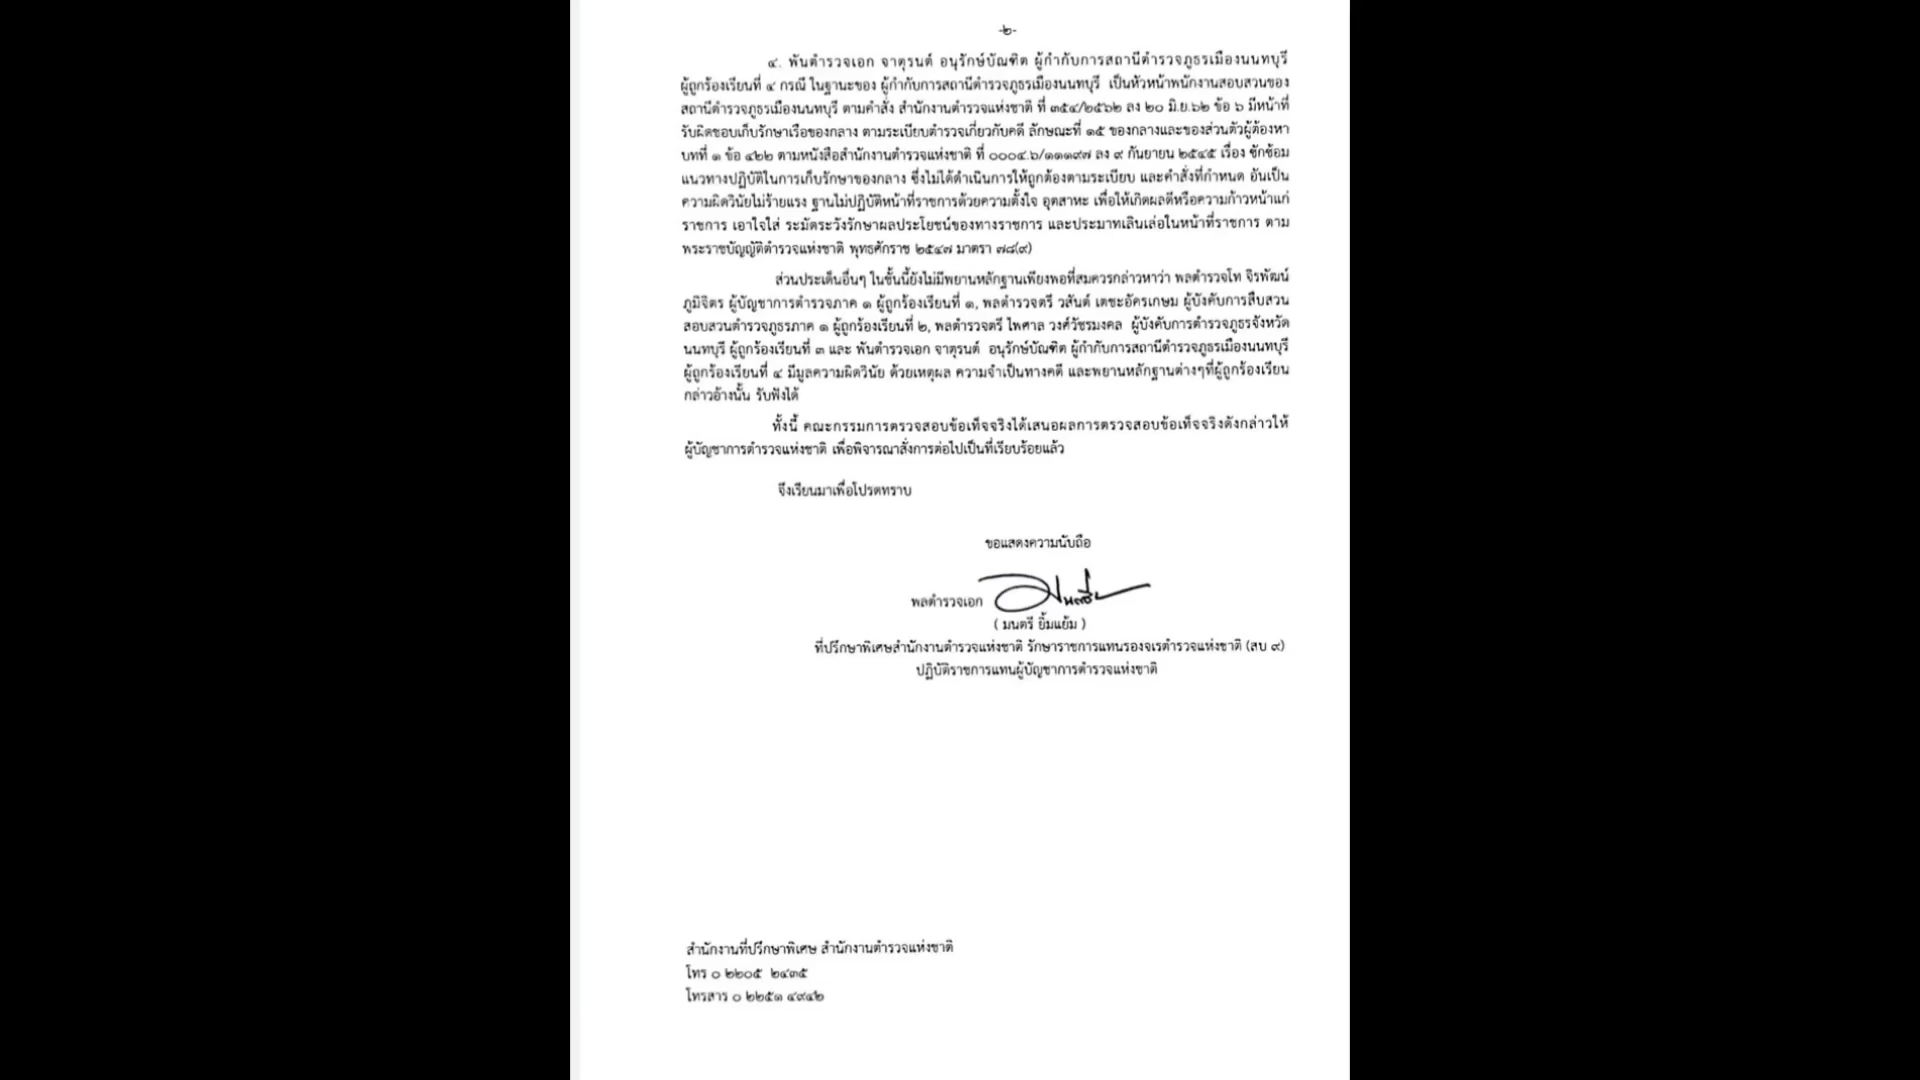 -๒-
๔. พันตำรวจเอก จาตุรนต์ อนุรักษ์บัณฑิต ผู้กำกับการสถานีตำรวจภูธรเมืองนนทบุรี
ผู้ถูกร้องเรียนที่ ๔ กรณี ในฐานะของ ผู้กำกับการสถานีตำรวจภูธรเมืองนนทบุรี เป็นหัวหน้าพนักงานสอบสวนของ
สถานีตำรวจภูธรเมืองนนทบุรี ตามคำสั่ง สำนักงานตำรวจแห่งชาติ ที่ ๓๕๔/๒๕๖๒ ลง ๒๐ มิ.ย.๖๒ ข้อ ๖ มีหน้าที่
รับผิดชอบเก็บรักษาเรือของกลาง ตามระเบียบตำรวจเกี่ยวกับคดี ลักษณะที่ ๑๕ ของกลางและของส่วนตัวผู้ต้องหา
บทที่ ๑ ข้อ ๔๒๒ ตามหนังสือสำนักงานตำรวจแห่งชาติ ที่ ๐๐๐๔.๖/๑๑๑๙๗ ลง ๙ กันยายน ๒๕๔๕ เรื่อง ซักซ้อม
แนวทางปฏิบัติในการเก็บรักษาของกลาง ซึ่งไม่ได้ดำเนินการให้ถูกต้องตามระเบียบ และคำสั่งที่กำหนด อันเป็น
ความผิดวินัยไม่ร้ายแรง ฐานไม่ปฏิบัติหน้าที่ราชการด้วยความตั้งใจ อุตสาหะ เพื่อให้เกิดผลดีหรือความก้าวหน้าแก่
ราชการ เอาใจใส่ ระมัดระวังรักษาผลประโยชน์ของทางราชการ และประมาทเลินเล่อในหน้าที่ราชการ ตาม
พระราชบัญญัติตำรวจแห่งชาติ พุทธศักราช ๒๕๔๗ มาตรา ๗๘(๙)
ส่วนประเด็นอื่นๆ ในชั้นนี้ยังไม่มีพยานหลักฐานเพียงพอที่สมควรกล่าวหาว่า พลตำรวจโท จิรพัฒน์
ภูมิจิตร ผู้บัญชาการตำรวจภาค ๑ ผู้ถูกร้องเรียนที่ ๑, พลตำรวจตรี วสันต์ เตชะอัครเกษม ผู้บังคับการสืบสวน
สอบสวนตำรวจภูธรภาค ๑ ผู้ถูกร้องเรียนที่ ๒, พลตำรวจตรี ไพศาล วงศ์วัชรมงคล ผู้บังคับการตำรวจภูธรจังหวัด
นนทบุรี ผู้ถูกร้องเรียนที่ ๓ และ พันตำรวจเอก จาตุรนต์ อนุรักษ์บัณฑิต ผู้กำกับการสถานีตำรวจภูธรเมืองนนทบุรี
ผู้ถูกร้องเรียนที่ ๔ มีมูลความผิดวินัย ด้วยเหตุผล ความจำเป็นทางคดี และพยานหลักฐานต่างๆที่ผู้ถูกร้องเรียน
กล่าวอ้างนั้น รับฟังได้
ทั้งนี้ คณะกรรมการตรวจสอบข้อเท็จจริงได้เสนอผลการตรวจสอบข้อเท็จจริงดังกล่าวให้
ผู้บัญชาการตำรวจแห่งชาติ เพื่อพิจารณาสั่งการต่อไปเป็นที่เรียบร้อยแล้ว
จึงเรียนมาเพื่อโปรดทราบ
ขอแสดงความนับถือ
พลตำรวจเอก
( มนตรี ยิ้มแย้ม )
ที่ปรึกษาพิเศษสำนักงานตำรวจแห่งชาติ รักษาราชการแทนรองจเรตำรวจแห่งชาติ (สบ ๙)
ปฏิบัติราชการแทนผู้บัญชาการตำรวจแห่งชาติ
สำนักงานที่ปรึกษาพิเศษ สำนักงานตำรวจแห่งชาติ
โทร ๐ ๒๒๐๕ ๒๔๓๕
โทรสาร ๐ ๒๒๕๑ ๔๙๔๒